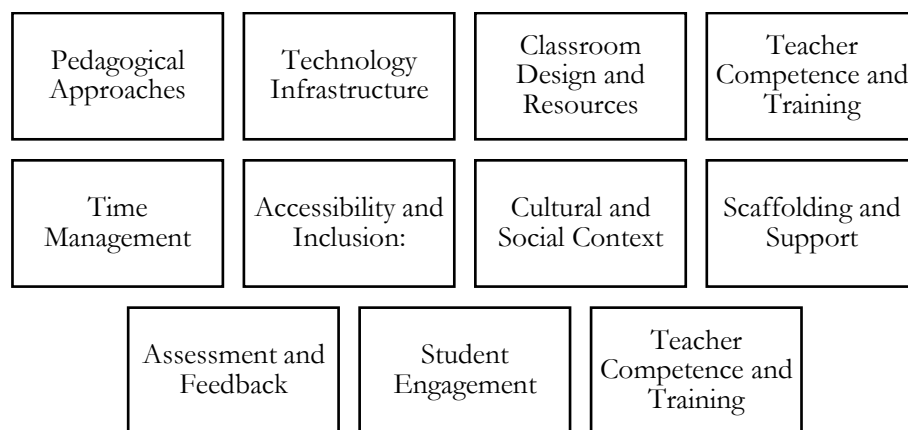 Pedagogical
Approaches
Technology
Infrastructure
Classroom
Design and
Resources
Teacher
Competence and
Training
Time
Management
Accessibility and
Inclusion:
Cultural and
Social Context
Scaffolding and
Support
Assessment and
Feedback
Student
Engagement
Teacher
Competence and
Training